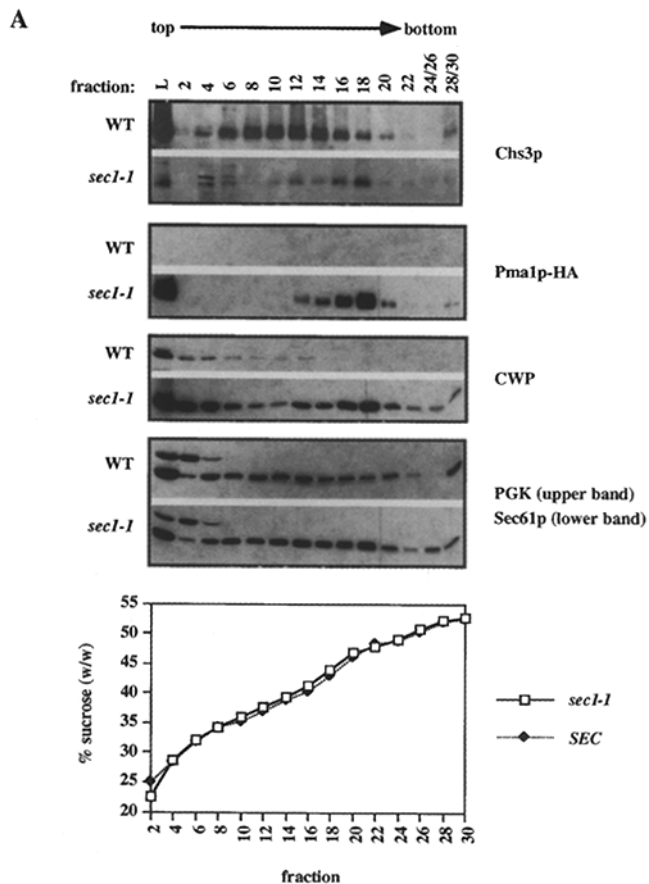 A
top bottom
fraction: L 2 4 6 8 10 12 14 16 18 20 22 24/26 28/30
WT
sec1-1
Chs3p
WT
sec1-1
Pma1p-HA
WT
sec1-1
CWP
WT
sec1-1
PGK (upper band)
Sec61p (lower band)
% sucrose (w/w)
55
50
45
40
35
30
25
20
2 4 6 8 10 12 14 16 18 20 22 24 26 28 30
fraction
sec1-1
SEC